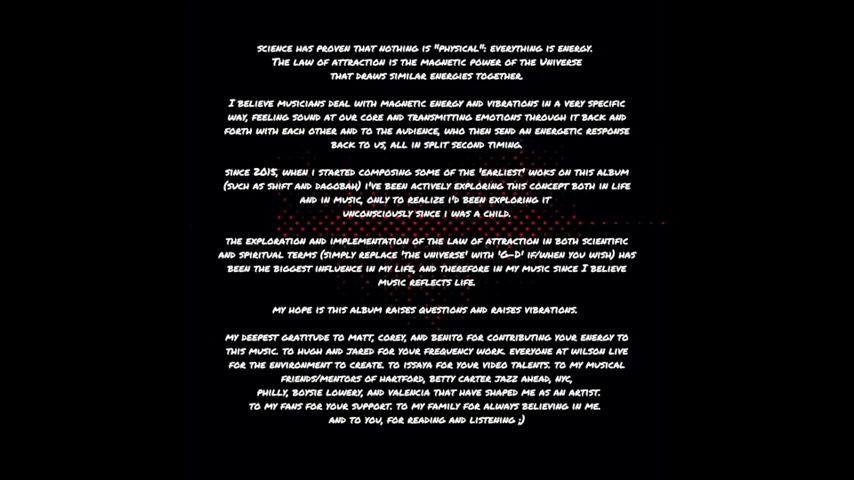 SCIENCE HAS PROVEN THAT NOTHING IS "PHYSICAL": EVERYTHING IS ENERGY.
THE LAW OF ATTRACTION IS THE MAGNETIC POWER OF THE UNIVERSE
THAT DRAWS SIMILAR ENERGIES TOGETHER.
I BELIEVE MUSICIANS DEAL WITH MAGNETIC ENERGY AND VIBRATIONS IN A VERY SPECIFIC
WAY, FEELING SOUND AT OUR CORE AND TRANSMITTING EMOTIONS THROUGH IT BACK AND
FORTH WITH EACH OTHER AND TO THE AUDIENCE, WHO THEN SEND AN ENERGETIC RESPONSE
BACK TO US, ALL IN SPLIT SECOND TIMING.
SINCE 2015, WHEN I STARTED COMPOSING SOME OF THE 'EARLIEST' WOKS ON THIS ALBUM
(SUCH AS SHIFT AND DAGOBAH) I'VE BEEN ACTIVELY EXPLORING THIS CONCEPT BOTH IN LIFE
AND IN MUSIC, ONLY TO REALIZE I'D BEEN EXPLORING IT
UNCONSCIOUSLY SINCE I WAS A CHILD.
THE EXPLORATION AND IMPLEMENTATION OF THE LAW OF ATTRACTION IN BOTH SCIENTIFIC
AND SPIRITUAL TERMS (SIMPLY REPLACE 'THE UNIVERSE' WITH 'G-D' IF/WHEN YOU WISH) HAS
BEEN THE BIGGEST INFLUENCE IN MY LIFE, AND THEREFORE IN MY MUSIC SINCE I BELIEVE
MUSIC REFLECTS LIFE.
MY HOPE IS THIS ALBUM RAISES QUESTIONS AND RAISES VIBRATIONS.
MY DEEPEST GRATITUDE TO MATT, COREY, AND BENITO FOR CONTRIBUTING YOUR ENERGY TO
THIS MUSIC. TO HUGH AND JARED FOR YOUR FREQUENCY WORK. EVERYONE AT WILSON LIVE
FOR THE ENVIRONMENT TO CREATE. TO ISSAYA FOR YOUR VIDEO TALENTS. TO MY MUSICAL
FRIENDS/MENTORS OF HARTFORD, BETTY CARTER JAZZ AHEAD, NYC,
PHILLY, BOYSIE LOWERY, AND VALENCIA THAT HAVE SHAPED ME AS AN ARTIST.
TO MY FANS FOR YOUR SUPPORT. TO MY FAMILY FOR ALWAYS BELIEVING IN ME.
AND TO YOU, FOR READING AND LISTENING ;)